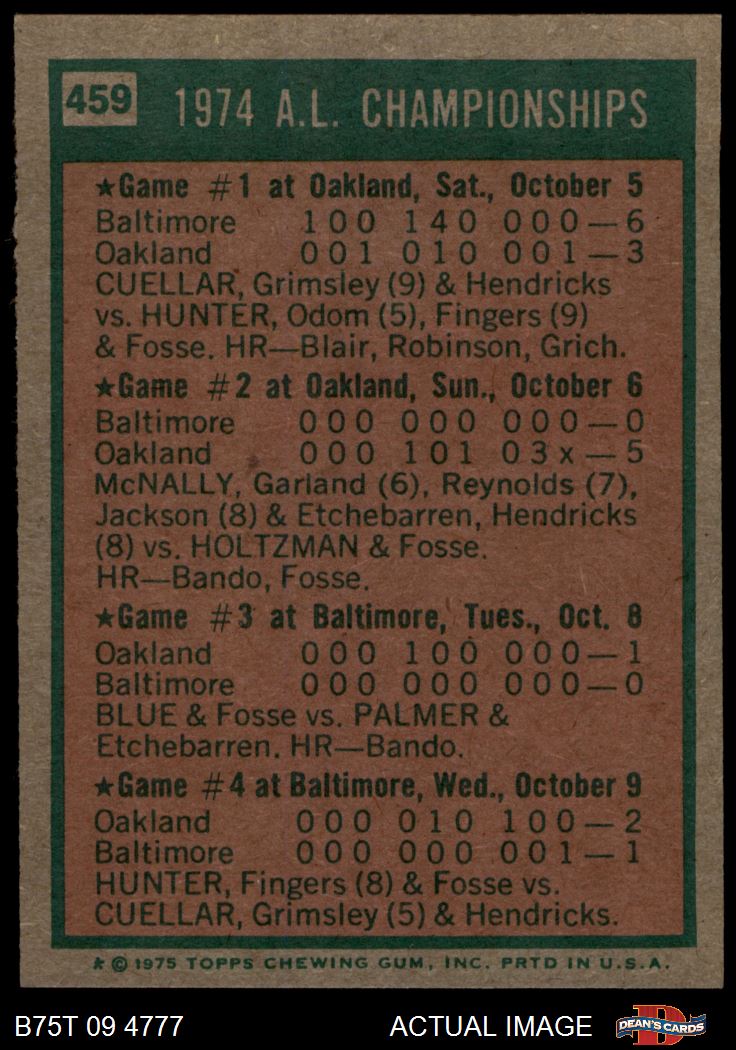 459 1974 A.L. CHAMPIONSHIPS
★Game #1 at Oakland, Sat., October 5
Baltimore 100 140 000—6
Oakland 001 010 001—3
CUELLAR, Grimsley (9) & Hendricks
vs. HUNTER, Odom (5), Fingers (9)
& Fosse. HR—Blair, Robinson, Grich.
★Game #2 at Oakland, Sun., October 6
Baltimore 000 000 000—0
Oakland 000 101 03x—5
McNALLY, Garland (6), Reynolds (7),
Jackson (8) & Etchebarren, Hendricks
(8) vs. HOLTZMAN & Fosse.
HR—Bando, Fosse.
★Game #3 at Baltimore, Tues., Oct. 8
Oakland 000 100 000—1
Baltimore 000 000 000—0
BLUE & Fosse vs. PALMER &
Etchebarren. HR—Bando.
★Game #4 at Baltimore, Wed., October 9
Oakland 000 010 100—2
Baltimore 000 000 001—1
HUNTER, Fingers (8) & Fosse vs.
CUELLAR, Grimsley (5) & Hendricks.
* © 1975 TOPPS CHEWING GUM, INC. PRTD IN U.S.A.
B75T 09 4777 ACTUAL IMAGE D DEAN'S CARDS